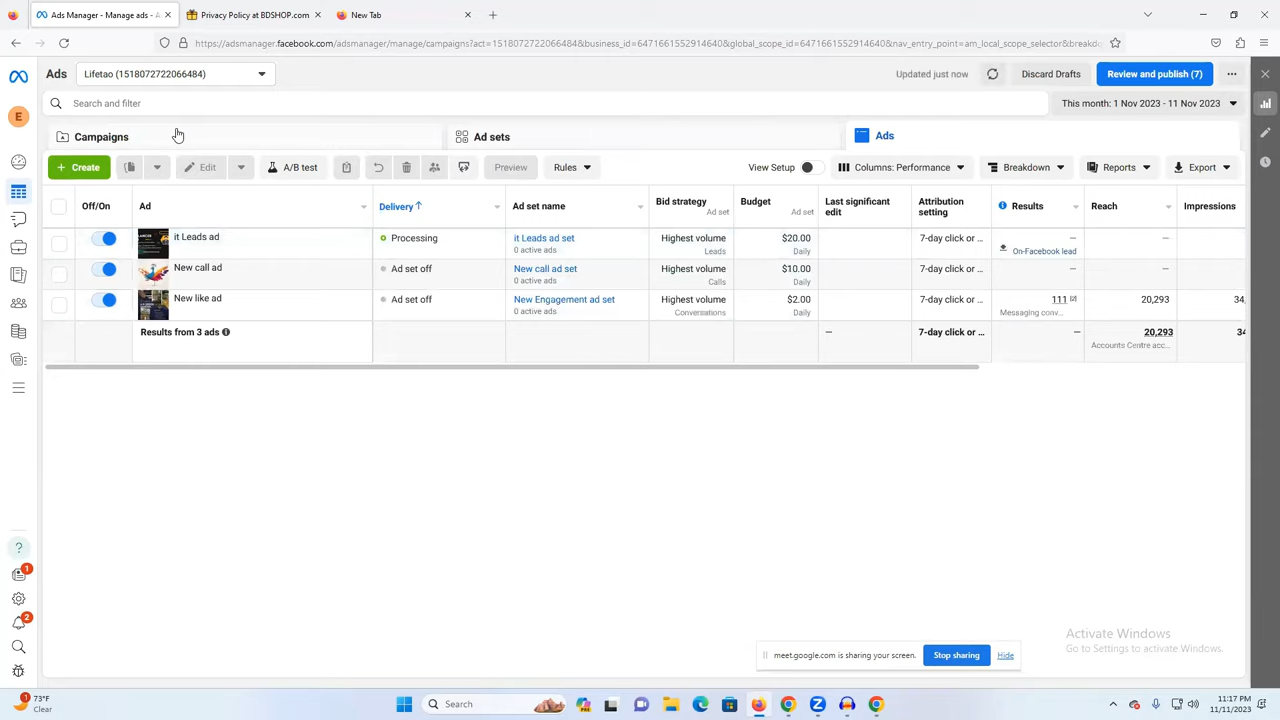 Ads Manager - Manage ads - A
Privacy Policy at BDSHOP.com
New Tab
https://adsmanager.facebook.com/adsmanager/manage/campaigns?act=1518072722066484&business_id=6471661552914640&global_scope_id=6471661552914640&nav_entry_point=am_local_scope_selector&breakdo
Ads
Lifetao (1518072722066484)
Updated just now
Discard Drafts
Review and publish (7)
Search and filter
This month: 1 Nov 2023 - 11 Nov 2023
E
Campaigns
Ad sets
Ads
+ Create
Edit
A/B test
Preview
Rules
View Setup
Columns: Performance
Breakdown
Reports
Export
Off/On
Ad
Delivery ↑
Ad set name
Bid strategy
Ad set
Budget
Ad set
Last significant
edit
Attribution
setting
Results
Reach
Impressions
it Leads ad
Processing
it Leads ad set
0 active ads
Highest volume
Leads
$20.00
Daily
7-day click or ...
—
On-Facebook lead
—
New call ad
Ad set off
New call ad set
0 active ads
Highest volume
Calls
$10.00
Daily
7-day click or ...
—
—
New like ad
Ad set off
New Engagement ad set
0 active ads
Highest volume
Conversations
$2.00
Daily
7-day click or ...
111 [2]
Messaging conv...
20,293
34,
Results from 3 ads
—
7-day click or ...
—
20,293
Accounts Centre acc...
34
1
2
meet.google.com is sharing your screen.
Stop sharing
Hide
Activate Windows
Go to Settings to activate Windows.
1
73°F
Clear
Search
11:17 PM
11/11/2023